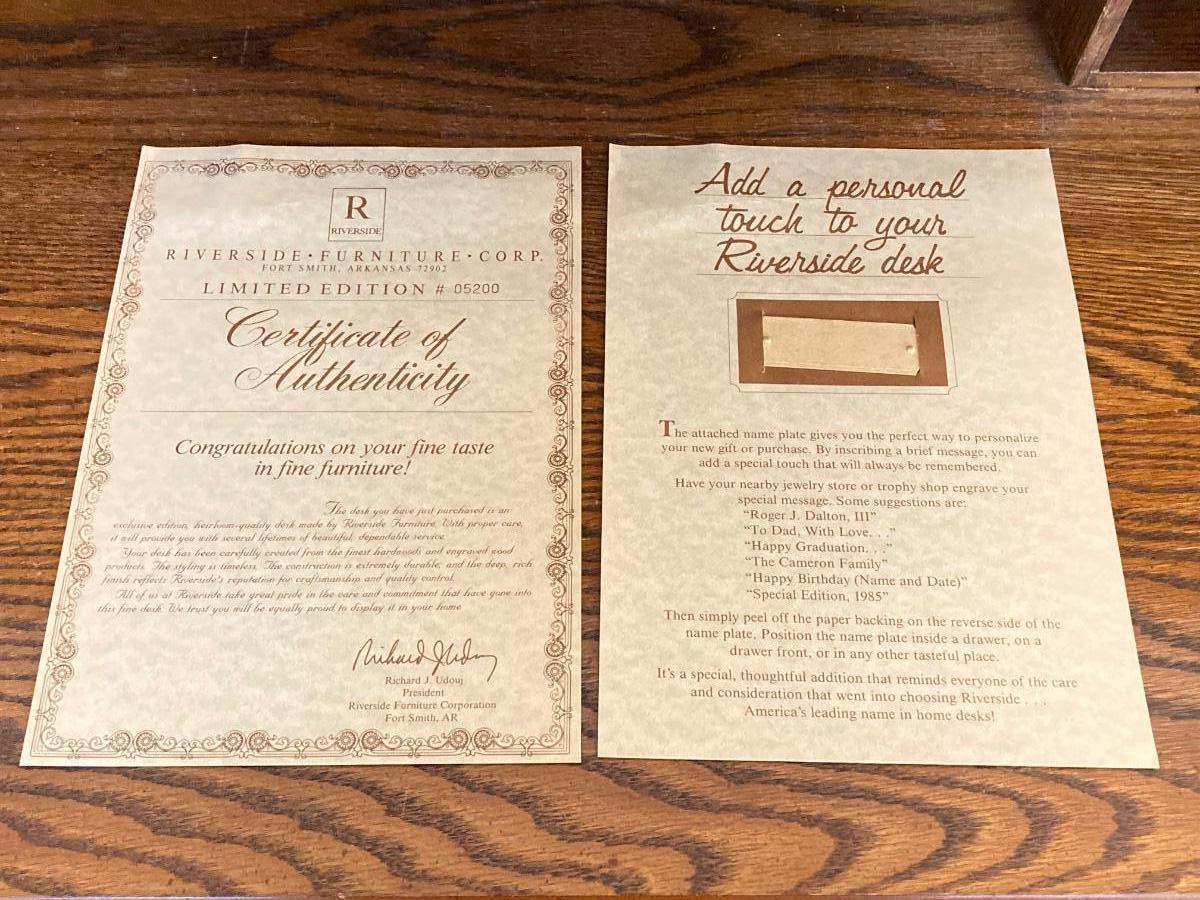 R
RIVERSIDE
RIVERSIDE · FURNITURE · CORP.
FORT SMITH, ARKANSAS 72902
LIMITED EDITION # 05200
Certificate of
Authenticity
Congratulations on your fine taste
in fine furniture!
The desk you have just purchased is an
exclusive edition, heirloom-quality desk made by Riverside Furniture. With proper care,
it will provide you with several lifetimes of beautiful, dependable service.
Your desk has been carefully created from the finest hardwoods and engraved wood
products. The styling is timeless. The construction is extremely durable; and the deep, rich
finish reflects Riverside's reputation for craftsmanship and quality control.
All of us at Riverside take great pride in the care and commitment that have gone into
this fine desk. We trust you will be equally proud to display it in your home
Richard J. Udouj
Richard J. Udouj
President
Riverside Furniture Corporation
Fort Smith, AR
Add a personal
touch to your
Riverside desk
The attached name plate gives you the perfect way to personalize
your new gift or purchase. By inscribing a brief message, you can
add a special touch that will always be remembered.
Have your nearby jewelry store or trophy shop engrave your
special message. Some suggestions are:
"Roger J. Dalton, III"
"To Dad, With Love. . ."
"Happy Graduation. . ."
"The Cameron Family"
"Happy Birthday (Name and Date)"
"Special Edition, 1985"
Then simply peel off the paper backing on the reverse side of the
name plate. Position the name plate inside a drawer, on a
drawer front, or in any other tasteful place.
It's a special, thoughtful addition that reminds everyone of the care
and consideration that went into choosing Riverside . . .
America's leading name in home desks!